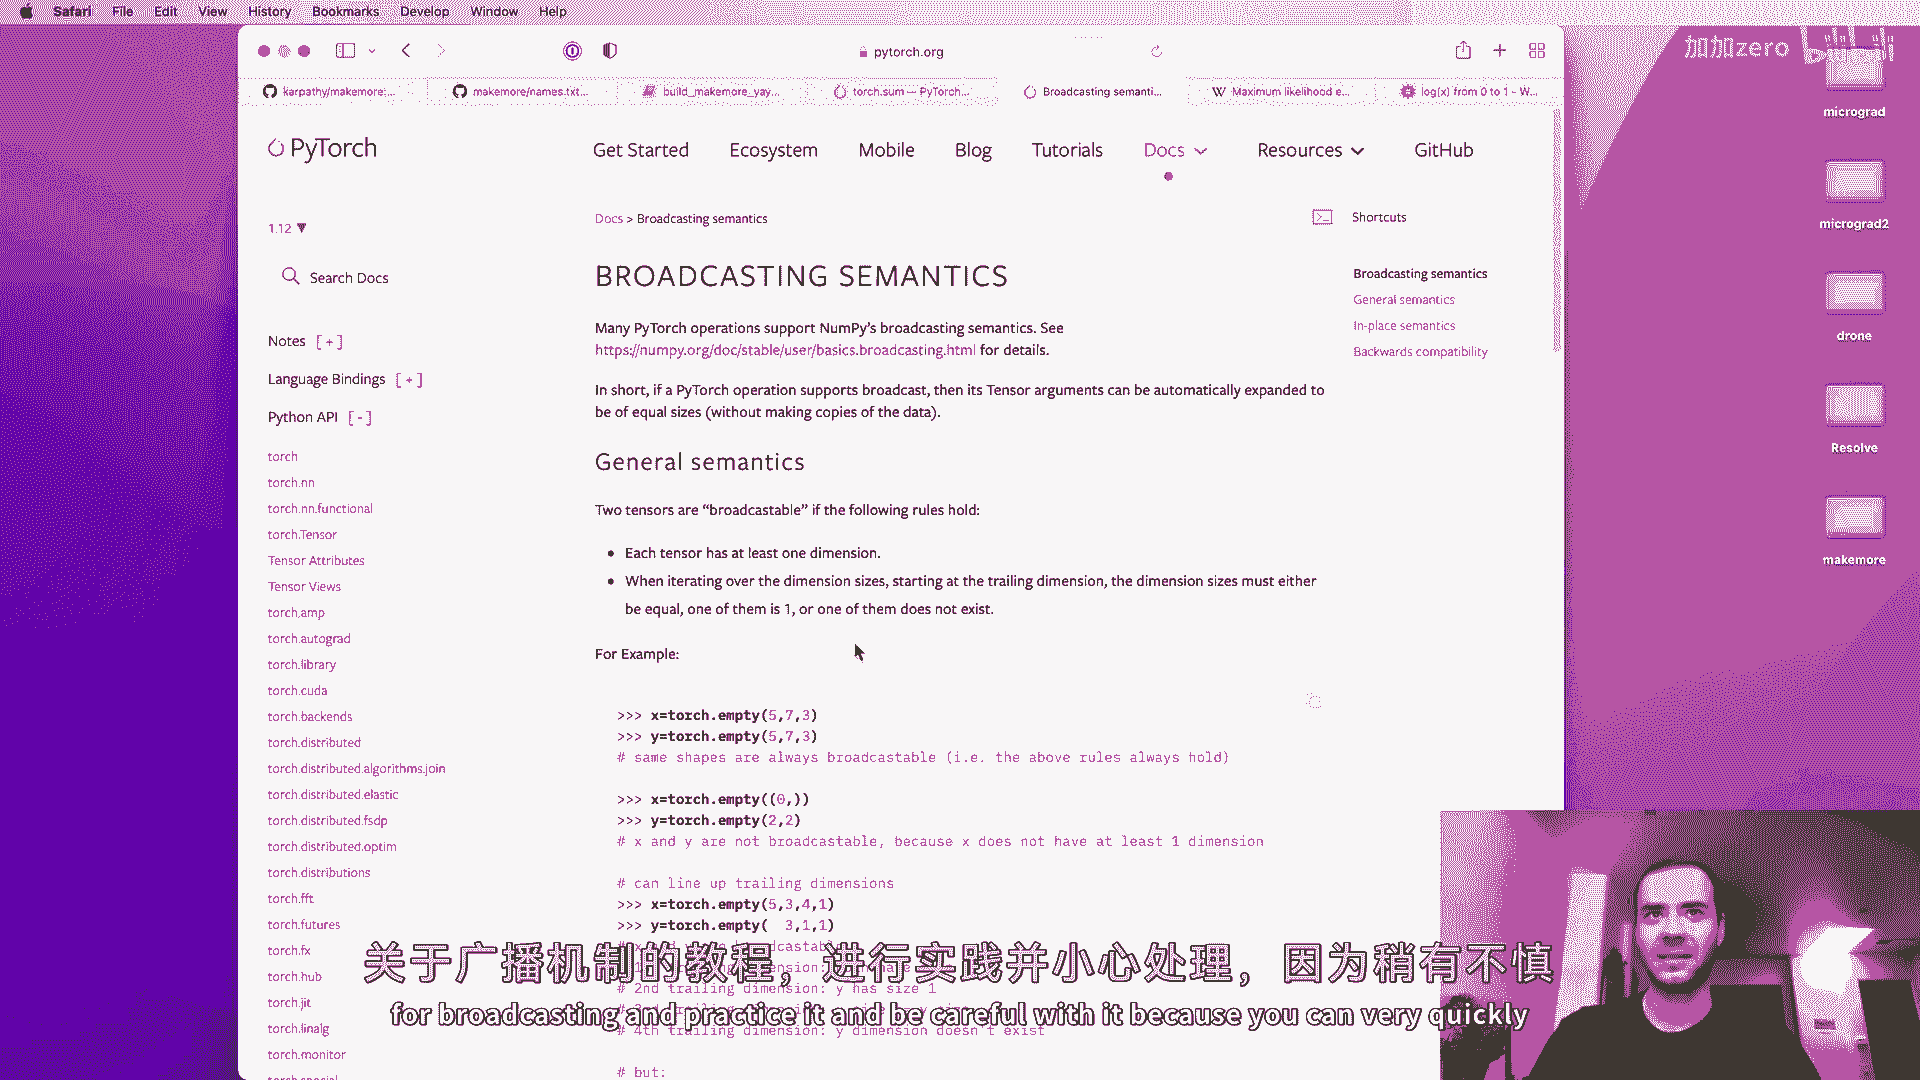 Safari File Edit View History Bookmarks Develop Window Help
pytorch.org
加加zero bilibili
karpathy/makemore:... makemore/names.txt... build_makemore_yay... torch.sum — PyTorch... Broadcasting semanti... Maximum likelihood e... log(x) from 0 to 1 - W...
PyTorch
Get Started Ecosystem Mobile Blog Tutorials Docs Resources GitHub
1.12 ▼
Search Docs
Notes [ + ]
Language Bindings [ + ]
Python API [ - ]
torch
torch.nn
torch.nn.functional
torch.Tensor
Tensor Attributes
Tensor Views
torch.amp
torch.autograd
torch.library
torch.cuda
torch.backends
torch.distributed
torch.distributed.algorithms.join
torch.distributed.elastic
torch.distributed.fsdp
torch.distributed.optim
torch.distributions
torch.fft
torch.futures
torch.fx
torch.hub
torch.jit
torch.linalg
torch.monitor
Docs > Broadcasting semantics
Shortcuts
BROADCASTING SEMANTICS
Many PyTorch operations support NumPy’s broadcasting semantics. See
https://numpy.org/doc/stable/user/basics.broadcasting.html for details.
In short, if a PyTorch operation supports broadcast, then its Tensor arguments can be automatically expanded to
be of equal sizes (without making copies of the data).
General semantics
Two tensors are “broadcastable” if the following rules hold:
• Each tensor has at least one dimension.
• When iterating over the dimension sizes, starting at the trailing dimension, the dimension sizes must either
be equal, one of them is 1, or one of them does not exist.
For Example:
>>> x=torch.empty(5,7,3)
>>> y=torch.empty(5,7,3)
# same shapes are always broadcastable (i.e. the above rules always hold)
>>> x=torch.empty((0,))
>>> y=torch.empty(2,2)
# x and y are not broadcastable, because x does not have at least 1 dimension
# can line up trailing dimensions
>>> x=torch.empty(5,3,4,1)
>>> y=torch.empty(  3,1,1)
# 2nd trailing dimension: y has size 1
# 4th trailing dimension: y dimension doesn't exist
# but:
Broadcasting semantics
General semantics
In-place semantics
Backwards compatibility
micrograd
micrograd2
drone
Resolve
makemore
关于广播机制的教程，进行实践并小心处理，因为稍有不慎
for broadcasting and practice it and be careful with it because you can very quickly